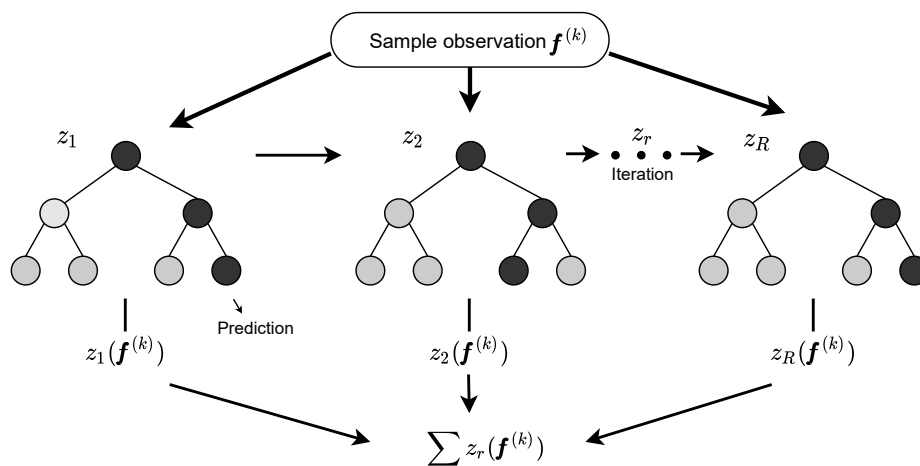 Sample observation f^{(k)}
z_1
z_2
z_r
z_R
Iteration
Prediction
z_1(f^{(k)})
z_2(f^{(k)})
z_R(f^{(k)})
∑ z_r(f^{(k)})